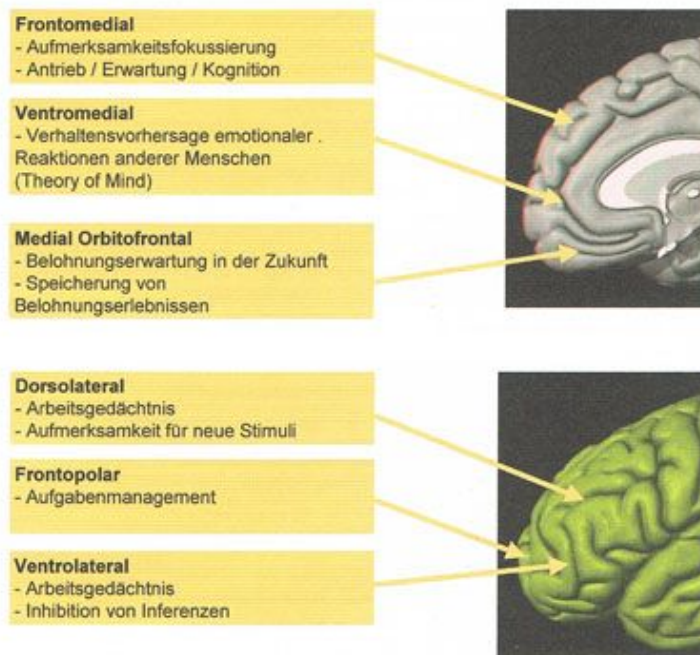 Frontomedial
- Aufmerksamkeitsfokussierung
- Antrieb / Erwartung / Kognition
Ventromedial
- Verhaltensvorhersage emotionaler .
Reaktionen anderer Menschen
(Theory of Mind)
Medial Orbitofrontal
- Belohnungserwartung in der Zukunft
- Speicherung von
Belohnungserlebnissen
Dorsolateral
- Arbeitsgedächtnis
- Aufmerksamkeit für neue Stimuli
Frontopolar
- Aufgabenmanagement
Ventrolateral
- Arbeitsgedächtnis
- Inhibition von Inferenzen